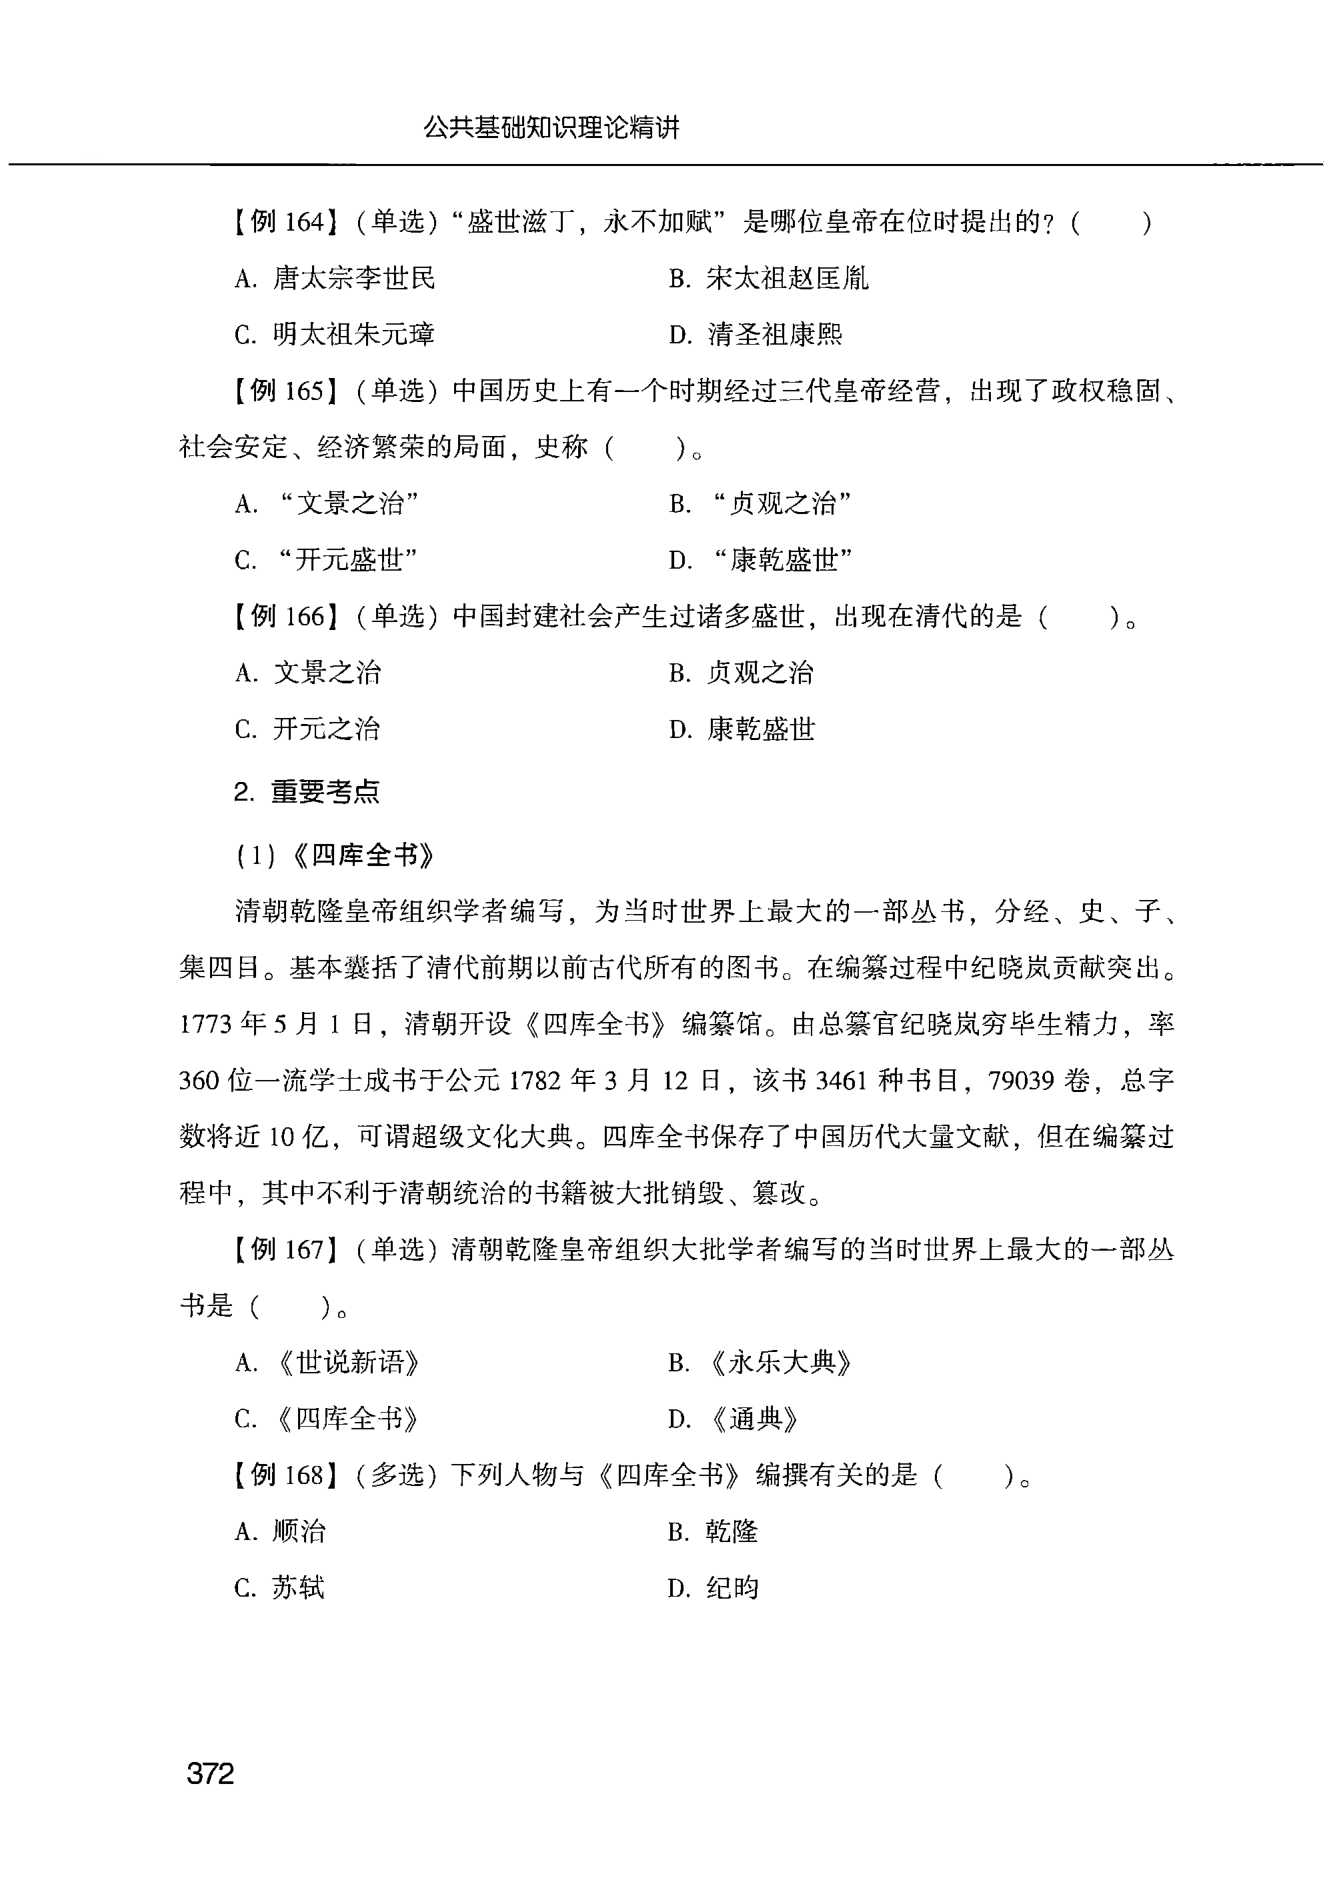 公共基础知识理论精讲
【例 164】（单选）“盛世滋丁，永不加赋”是哪位皇帝在位时提出的？（　　）
A. 唐太宗李世民　　B. 宋太祖赵匡胤
C. 明太祖朱元璋　　D. 清圣祖康熙
【例 165】（单选）中国历史上有一个时期经过三代皇帝经营，出现了政权稳固、
社会安定、经济繁荣的局面，史称（　　）。
A. “文景之治”　　B. “贞观之治”
C. “开元盛世”　　D. “康乾盛世”
【例 166】（单选）中国封建社会产生过诸多盛世，出现在清代的是（　　）。
A. 文景之治　　B. 贞观之治
C. 开元之治　　D. 康乾盛世
2. 重要考点
(1)《四库全书》
清朝乾隆皇帝组织学者编写，为当时世界上最大的一部丛书，分经、史、子、
集四目。基本囊括了清代前期以前古代所有的图书。在编纂过程中纪晓岚贡献突出。
1773 年 5 月 1 日，清朝开设《四库全书》编纂馆。由总纂官纪晓岚穷毕生精力，率
360 位一流学士成书于公元 1782 年 3 月 12 日，该书 3461 种书目，79039 卷，总字
数将近 10 亿，可谓超级文化大典。四库全书保存了中国历代大量文献，但在编纂过
程中，其中不利于清朝统治的书籍被大批销毁、篡改。
【例 167】（单选）清朝乾隆皇帝组织大批学者编写的当时世界上最大的一部丛
书是（　　）。
A.《世说新语》　　B.《永乐大典》
C.《四库全书》　　D.《通典》
【例 168】（多选）下列人物与《四库全书》编撰有关的是（　　）。
A. 顺治　　B. 乾隆
C. 苏轼　　D. 纪昀
372